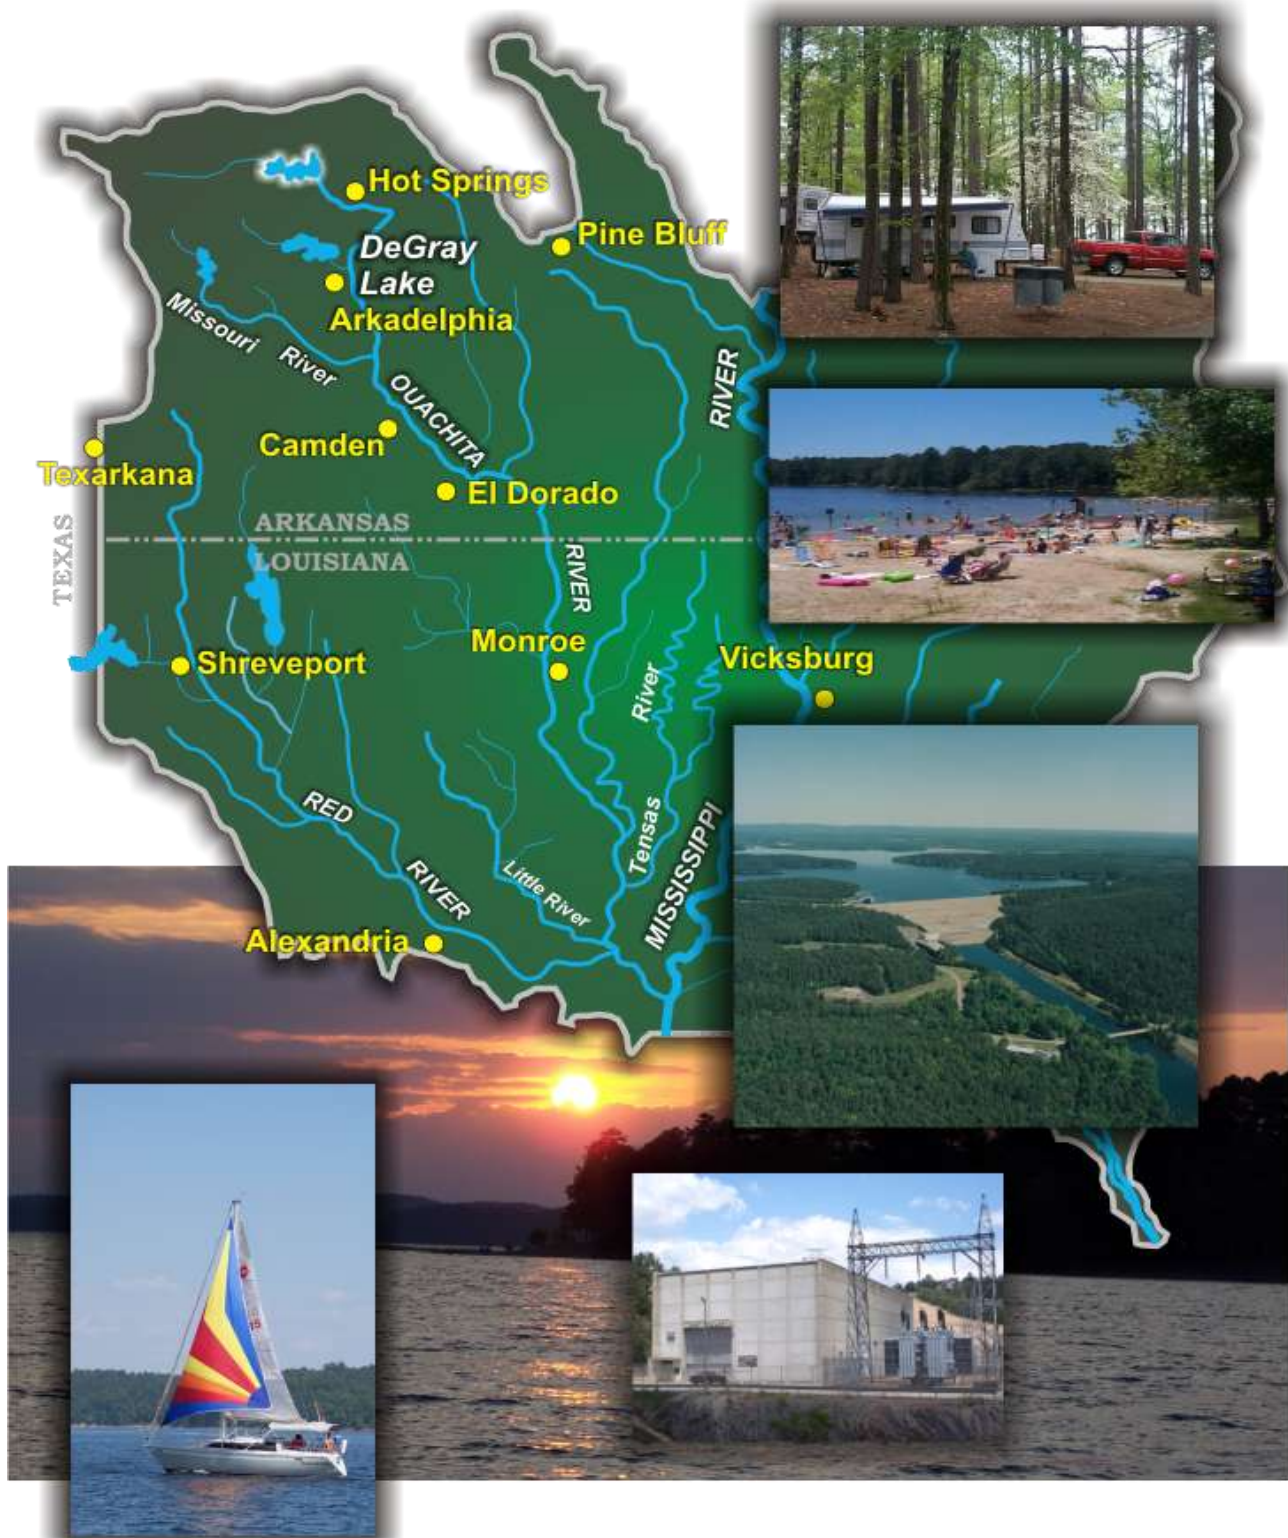 Hot Springs
Pine Bluff
DeGray
Lake
Arkadelphia
Missouri
River
RIVER
OUACHITA
Camden
Texarkana
El Dorado
ARKANSAS
LOUISIANA
TEXAS
RIVER
Monroe
Vicksburg
Shreveport
River
RED
Tensas
MISSISSIPPI
RIVER
Little River
Alexandria